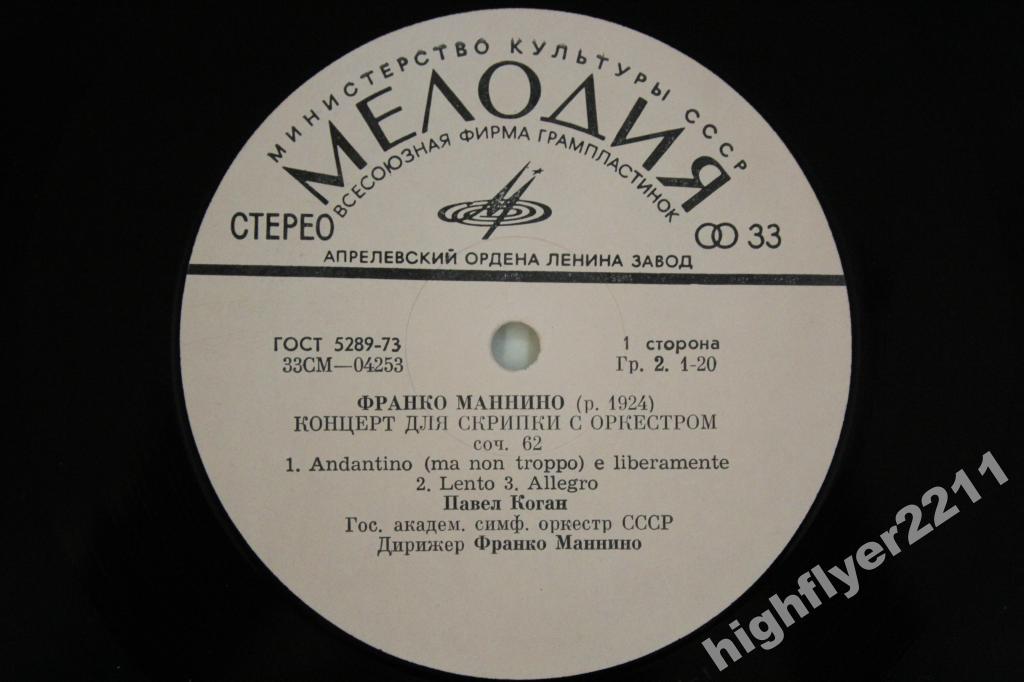 МИНИСТЕРСТВО КУЛЬТУРЫ СССР
МЕЛОДИЯ
ВСЕСОЮЗНАЯ ФИРМА ГРАМПЛАСТИНОК
СТЕРЕО
33
АПРЕЛЕВСКИЙ ОРДЕНА ЛЕНИНА ЗАВОД
ГОСТ 5289-73
33СМ—04253
1 сторона
Гр. 2. 1-20
ФРАНКО МАННИНО (р. 1924)
КОНЦЕРТ ДЛЯ СКРИПКИ С ОРКЕСТРОМ
соч. 62
1. Andantino (ma non troppo) e liberamente
2. Lento 3. Allegro
Павел Коган
Гос. академ. симф. оркестр СССР
Дирижер Франко Маннино
highflyer2211